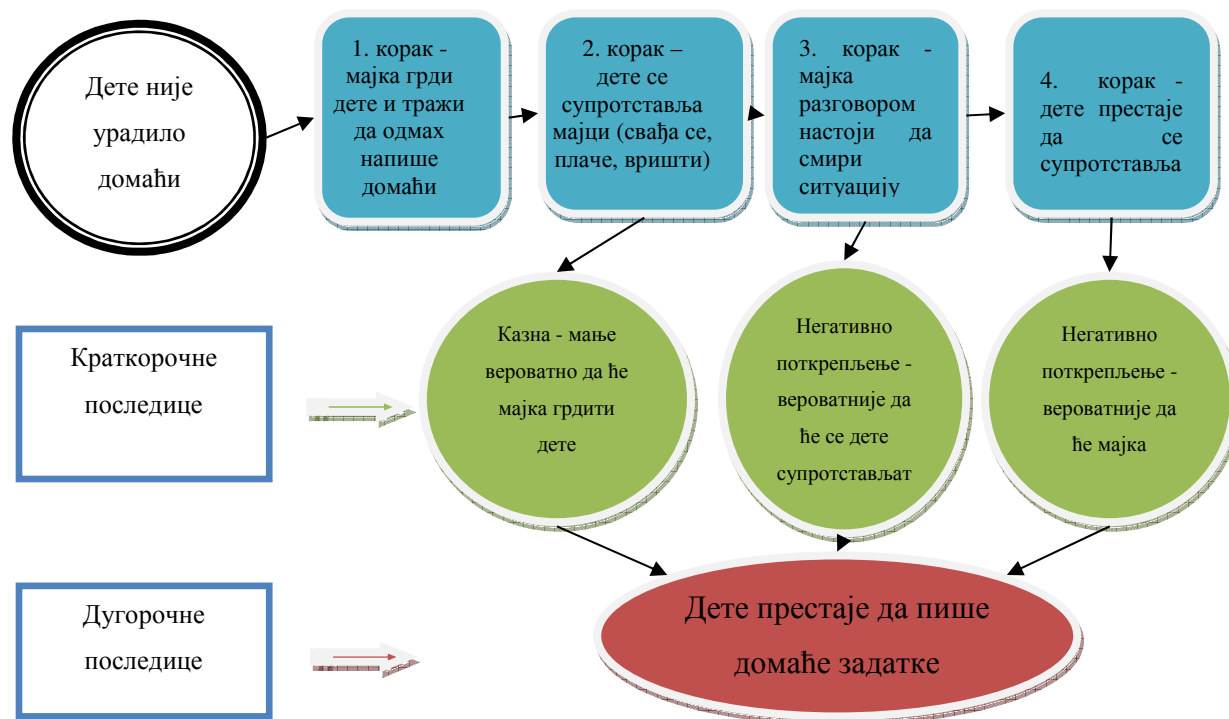 Дете није
урадило
домаћи
1. корак -
мајка грди
дете и тражи
да одмах
напише
домаћи
2. корак –
дете се
супротставља
мајци (свађа се,
плаче, вришти)
3. корак -
мајка
разговором
настоји да
смири
ситуацију
4. корак -
дете престаје
да се
супротставља
Краткорочне
последице
Казна - мање
вероватно да ће
мајка грдити
дете
Негативно
поткрепљење -
вероватније да
ће се дете
супротстављат
Негативно
поткрепљење -
вероватније да
ће мајка
Дугорочне
последице
Дете престаје да пише
домаће задатке